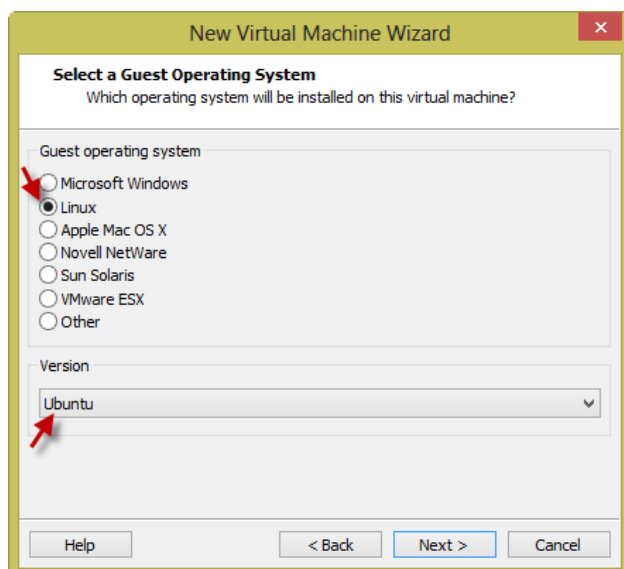 New Virtual Machine Wizard
Select a Guest Operating System
Which operating system will be installed on this virtual machine?
Guest operating system
Microsoft Windows
Linux
Apple Mac OS X
Novell NetWare
Sun Solaris
VMware ESX
Other
Version
Ubuntu
Help
< Back
Next >
Cancel